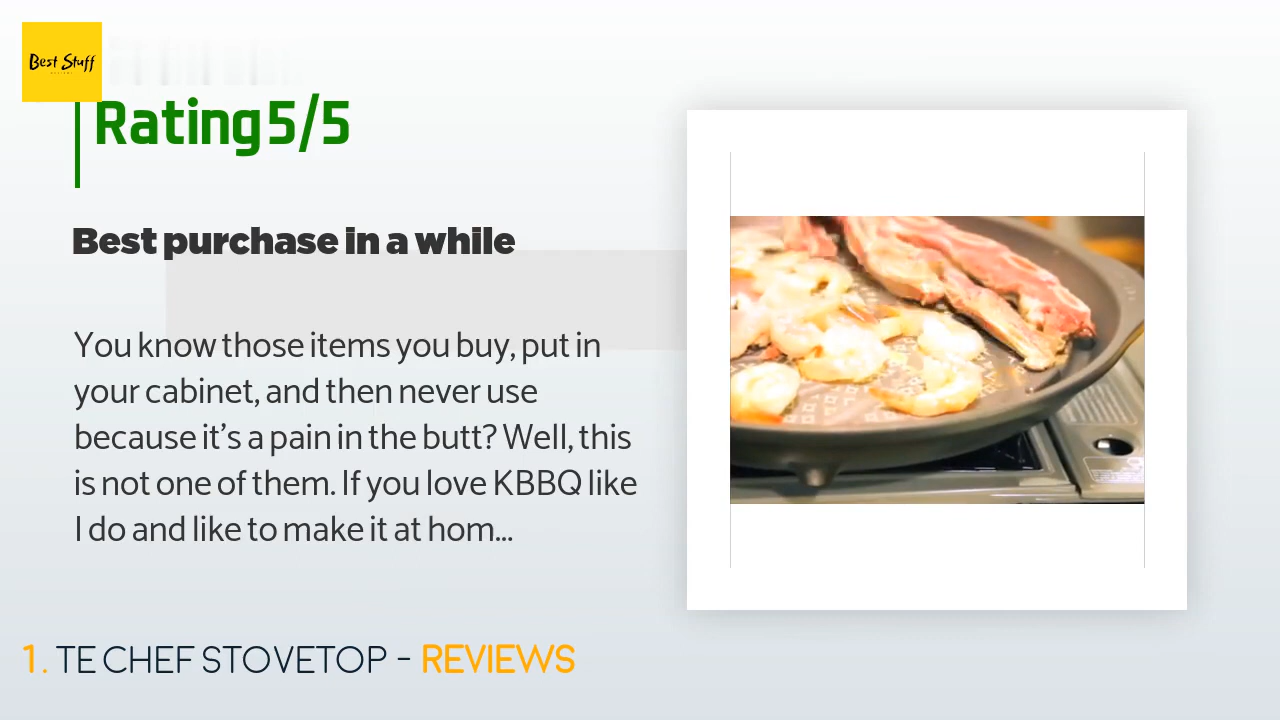 Best Stuff
Rating 5/5
Best purchase in a while
You know those items you buy, put in
your cabinet, and then never use
because it's a pain in the butt? Well, this
is not one of them. If you love KBBQ like
I do and like to make it at hom...
1. TE CHEF STOVETOP - REVIEWS